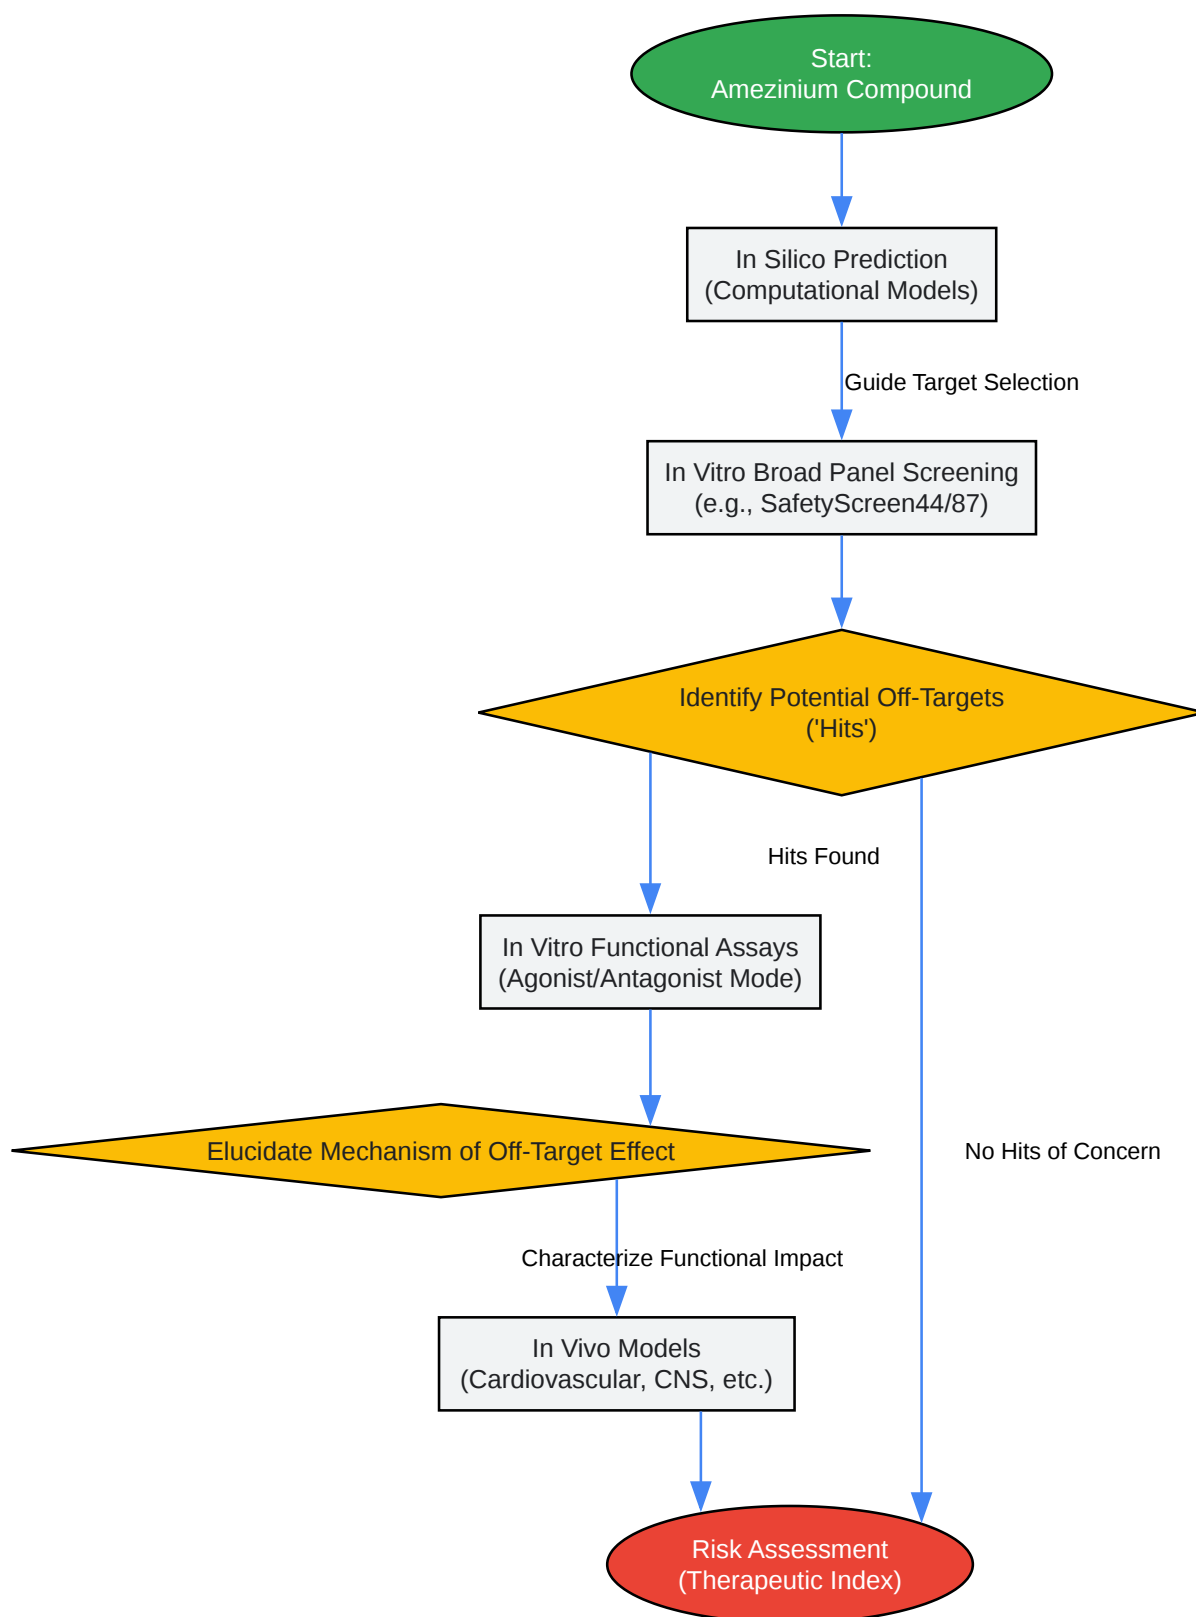 Start:
Amezinium Compound
In Silico Prediction
(Computational Models)
Guide Target Selection
In Vitro Broad Panel Screening
(e.g., SafetyScreen44/87)
Identify Potential Off-Targets
('Hits')
Hits Found
In Vitro Functional Assays
(Agonist/Antagonist Mode)
Elucidate Mechanism of Off-Target Effect
No Hits of Concern
Characterize Functional Impact
In Vivo Models
(Cardiovascular, CNS, etc.)
Risk Assessment
(Therapeutic Index)